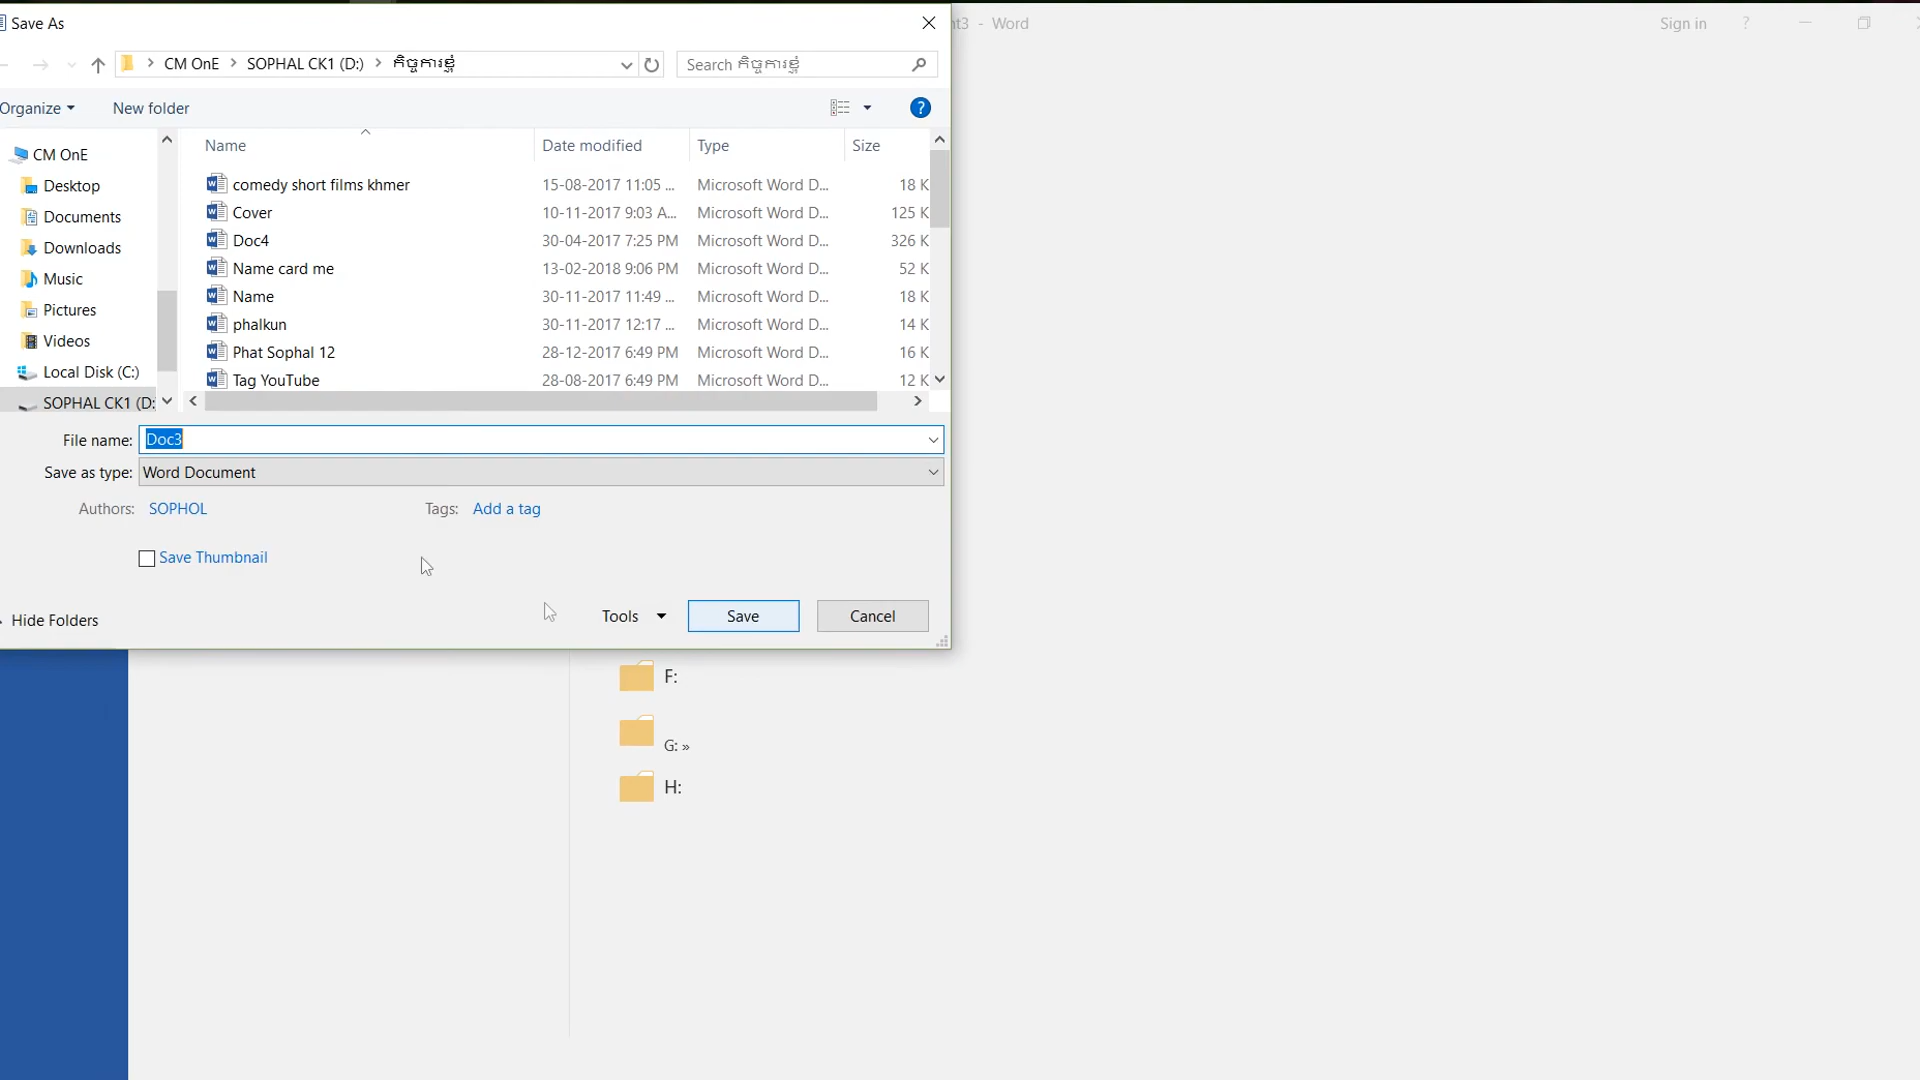 Save As
nt3 - Word
Sign in
?
CM OnE
SOPHAL CK1 (D:)
កិច្ចការខ្ញុំ
Search កិច្ចការខ្ញុំ
Organize
New folder
?
Name
Date modified
Type
Size
CM OnE
Desktop
Documents
Downloads
Music
Pictures
Videos
Local Disk (C:)
SOPHAL CK1 (D:
comedy short films khmer 15-08-2017 11:05 ... Microsoft Word D... 18 K
Cover 10-11-2017 9:03 A... Microsoft Word D... 125 K
Doc4 30-04-2017 7:25 PM Microsoft Word D... 326 K
Name card me 13-02-2018 9:06 PM Microsoft Word D... 52 K
Name 30-11-2017 11:49 ... Microsoft Word D... 18 K
phalkun 30-11-2017 12:17 ... Microsoft Word D... 14 K
Phat Sophal 12 28-12-2017 6:49 PM Microsoft Word D... 16 K
Tag YouTube 28-08-2017 6:49 PM Microsoft Word D... 12 K
File name: Doc3
Save as type: Word Document
Authors: SOPHOL
Tags: Add a tag
Save Thumbnail
Hide Folders
Tools
Save
Cancel
F:
G: »
H: